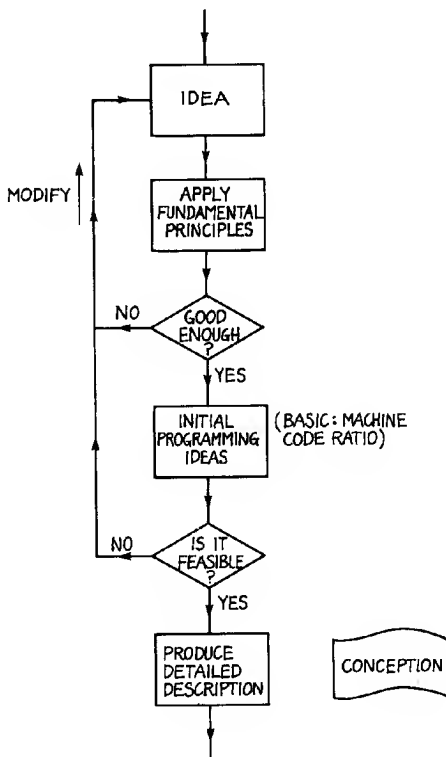 IDEA
MODIFY
APPLY
FUNDAMENTAL
PRINCIPLES
NO
GOOD
ENOUGH
?
YES
INITIAL
PROGRAMMING
IDEAS
(BASIC: MACHINE
CODE RATIO)
NO
IS IT
FEASIBLE
?
YES
PRODUCE
DETAILED
DESCRIPTION
CONCEPTION